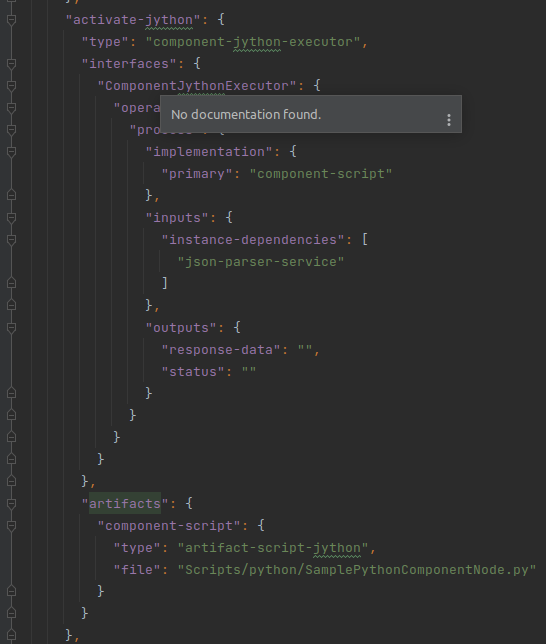 "activate-jython": {
"type": "component-jython-executor",
"interfaces": {
"ComponentJythonExecutor": {
"opera
No documentation found.
"implementation": {
"primary": "component-script"
},
"inputs": {
"instance-dependencies": [
"json-parser-service"
]
},
"outputs": {
"response-data": "",
"status": ""
}
}
}
}
},
"artifacts": {
"component-script": {
"type": "artifact-script-jython",
"file": "Scripts/python/SamplePythonComponentNode.py"
}
}
},